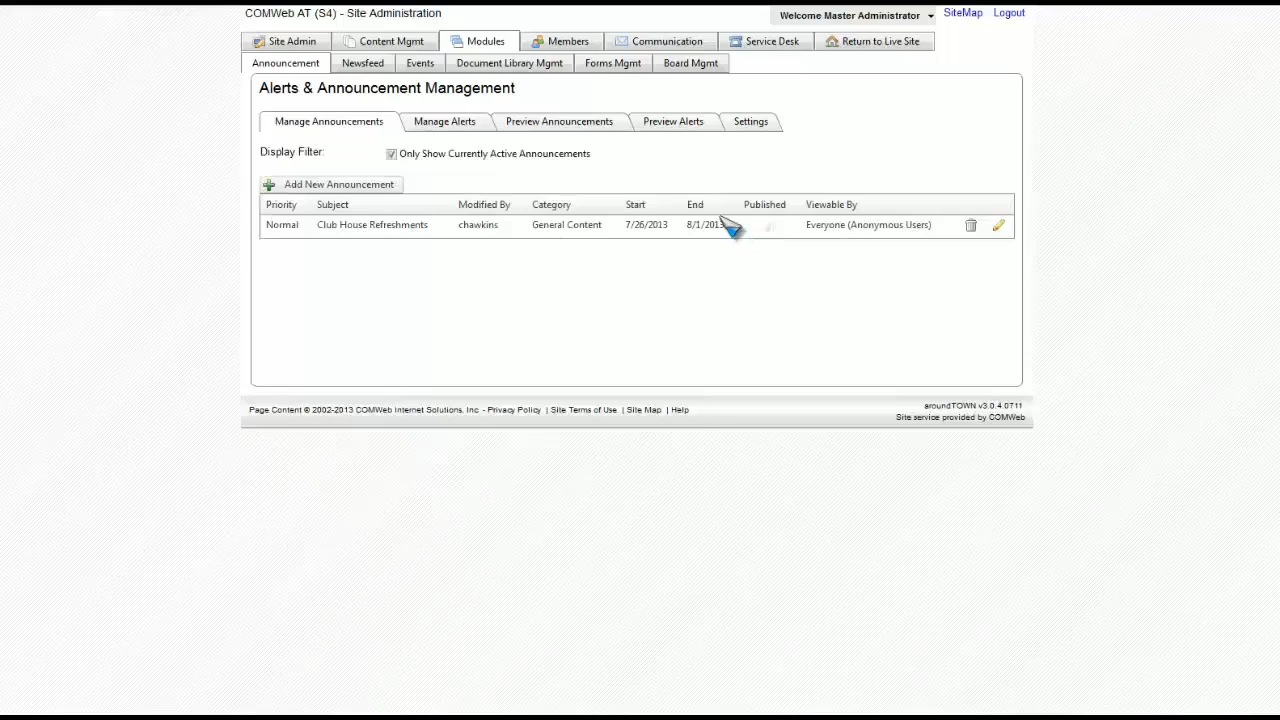 COMWeb AT (S4) - Site Administration
Welcome Master Administrator
SiteMap Logout
Site Admin Content Mgmt Modules Members Communication Service Desk Return to Live Site
Announcement Newsfeed Events Document Library Mgmt Forms Mgmt Board Mgmt
Alerts & Announcement Management
Manage Announcements Manage Alerts Preview Announcements Preview Alerts Settings
Display Filter: Only Show Currently Active Announcements
Add New Announcement
Priority Subject Modified By Category Start End Published Viewable By
Normal Club House Refreshments chawkins General Content 7/26/2013 8/1/2013 Everyone (Anonymous Users)
Page Content © 2002-2013 COMWeb Internet Solutions, Inc - Privacy Policy | Site Terms of Use | Site Map | Help
aroundTOWN v3.0.4.0711
Site service provided by COMWeb